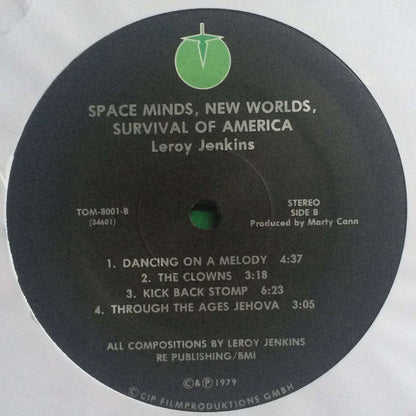 SPACE MINDS, NEW WORLDS,
SURVIVAL OF AMERICA
Leroy Jenkins
TOM-8001-B
(34601)
STEREO
SIDE B
Produced by Marty Cann
1. DANCING ON A MELODY 4:37
2. THE CLOWNS 3:18
3. KICK BACK STOMP 6:23
4. THROUGH THE AGES JEHOVA 3:05
ALL COMPOSITIONS BY LEROY JENKINS
RE PUBLISHING/BMI
©&℗1979
©CIP FILMPRODUKTIONS GMBH